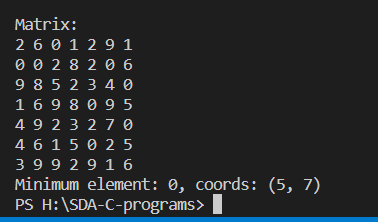 Matrix:
2 6 0 1 2 9 1
0 0 2 8 2 0 6
9 8 5 2 3 4 0
1 6 9 8 0 9 5
4 9 2 3 2 7 0
4 6 1 5 0 2 5
3 9 9 2 9 1 6
Minimum element: 0, coords: (5, 7)
PS H:\SDA-C-programs>